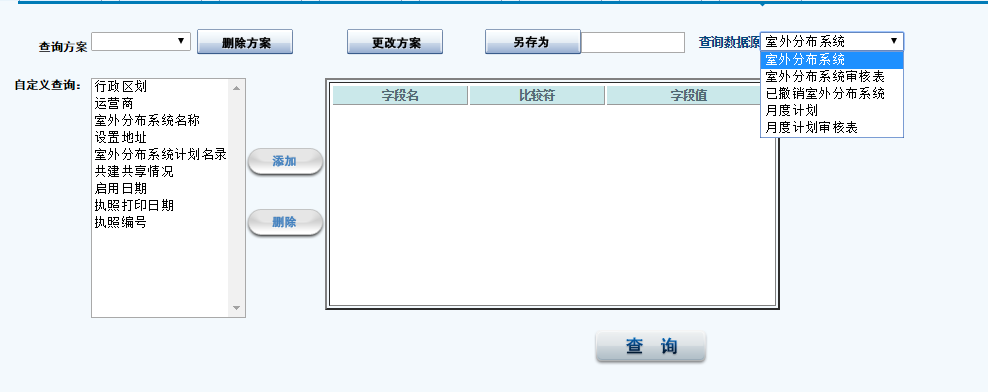 查询方案 删除方案 更改方案 另存为 查询数据源 室外分布系统
室外分布系统
室外分布系统审核表
已撤销室外分布系统
月度计划
月度计划审核表
自定义查询:
行政区划
运营商
室外分布系统名称
设置地址
室外分布系统计划名录
共建共享情况
启用日期
执照打印日期
执照编号
添加
删除
字段名 比较符 字段值
查 询